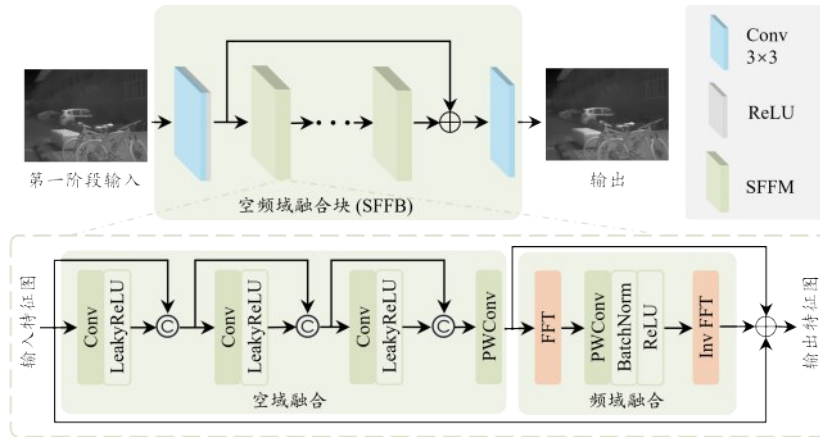 Conv
3×3
ReLU
SFFM
第一阶段输入
输出
空频域融合块 (SFFB)
输入特征图
Conv
LeakyReLU
C
Conv
LeakyReLU
C
Conv
LeakyReLU
C
PWConv
空域融合
FFT
PWConv
BatchNorm
ReLU
Inv FFT
频域融合
输出特征图